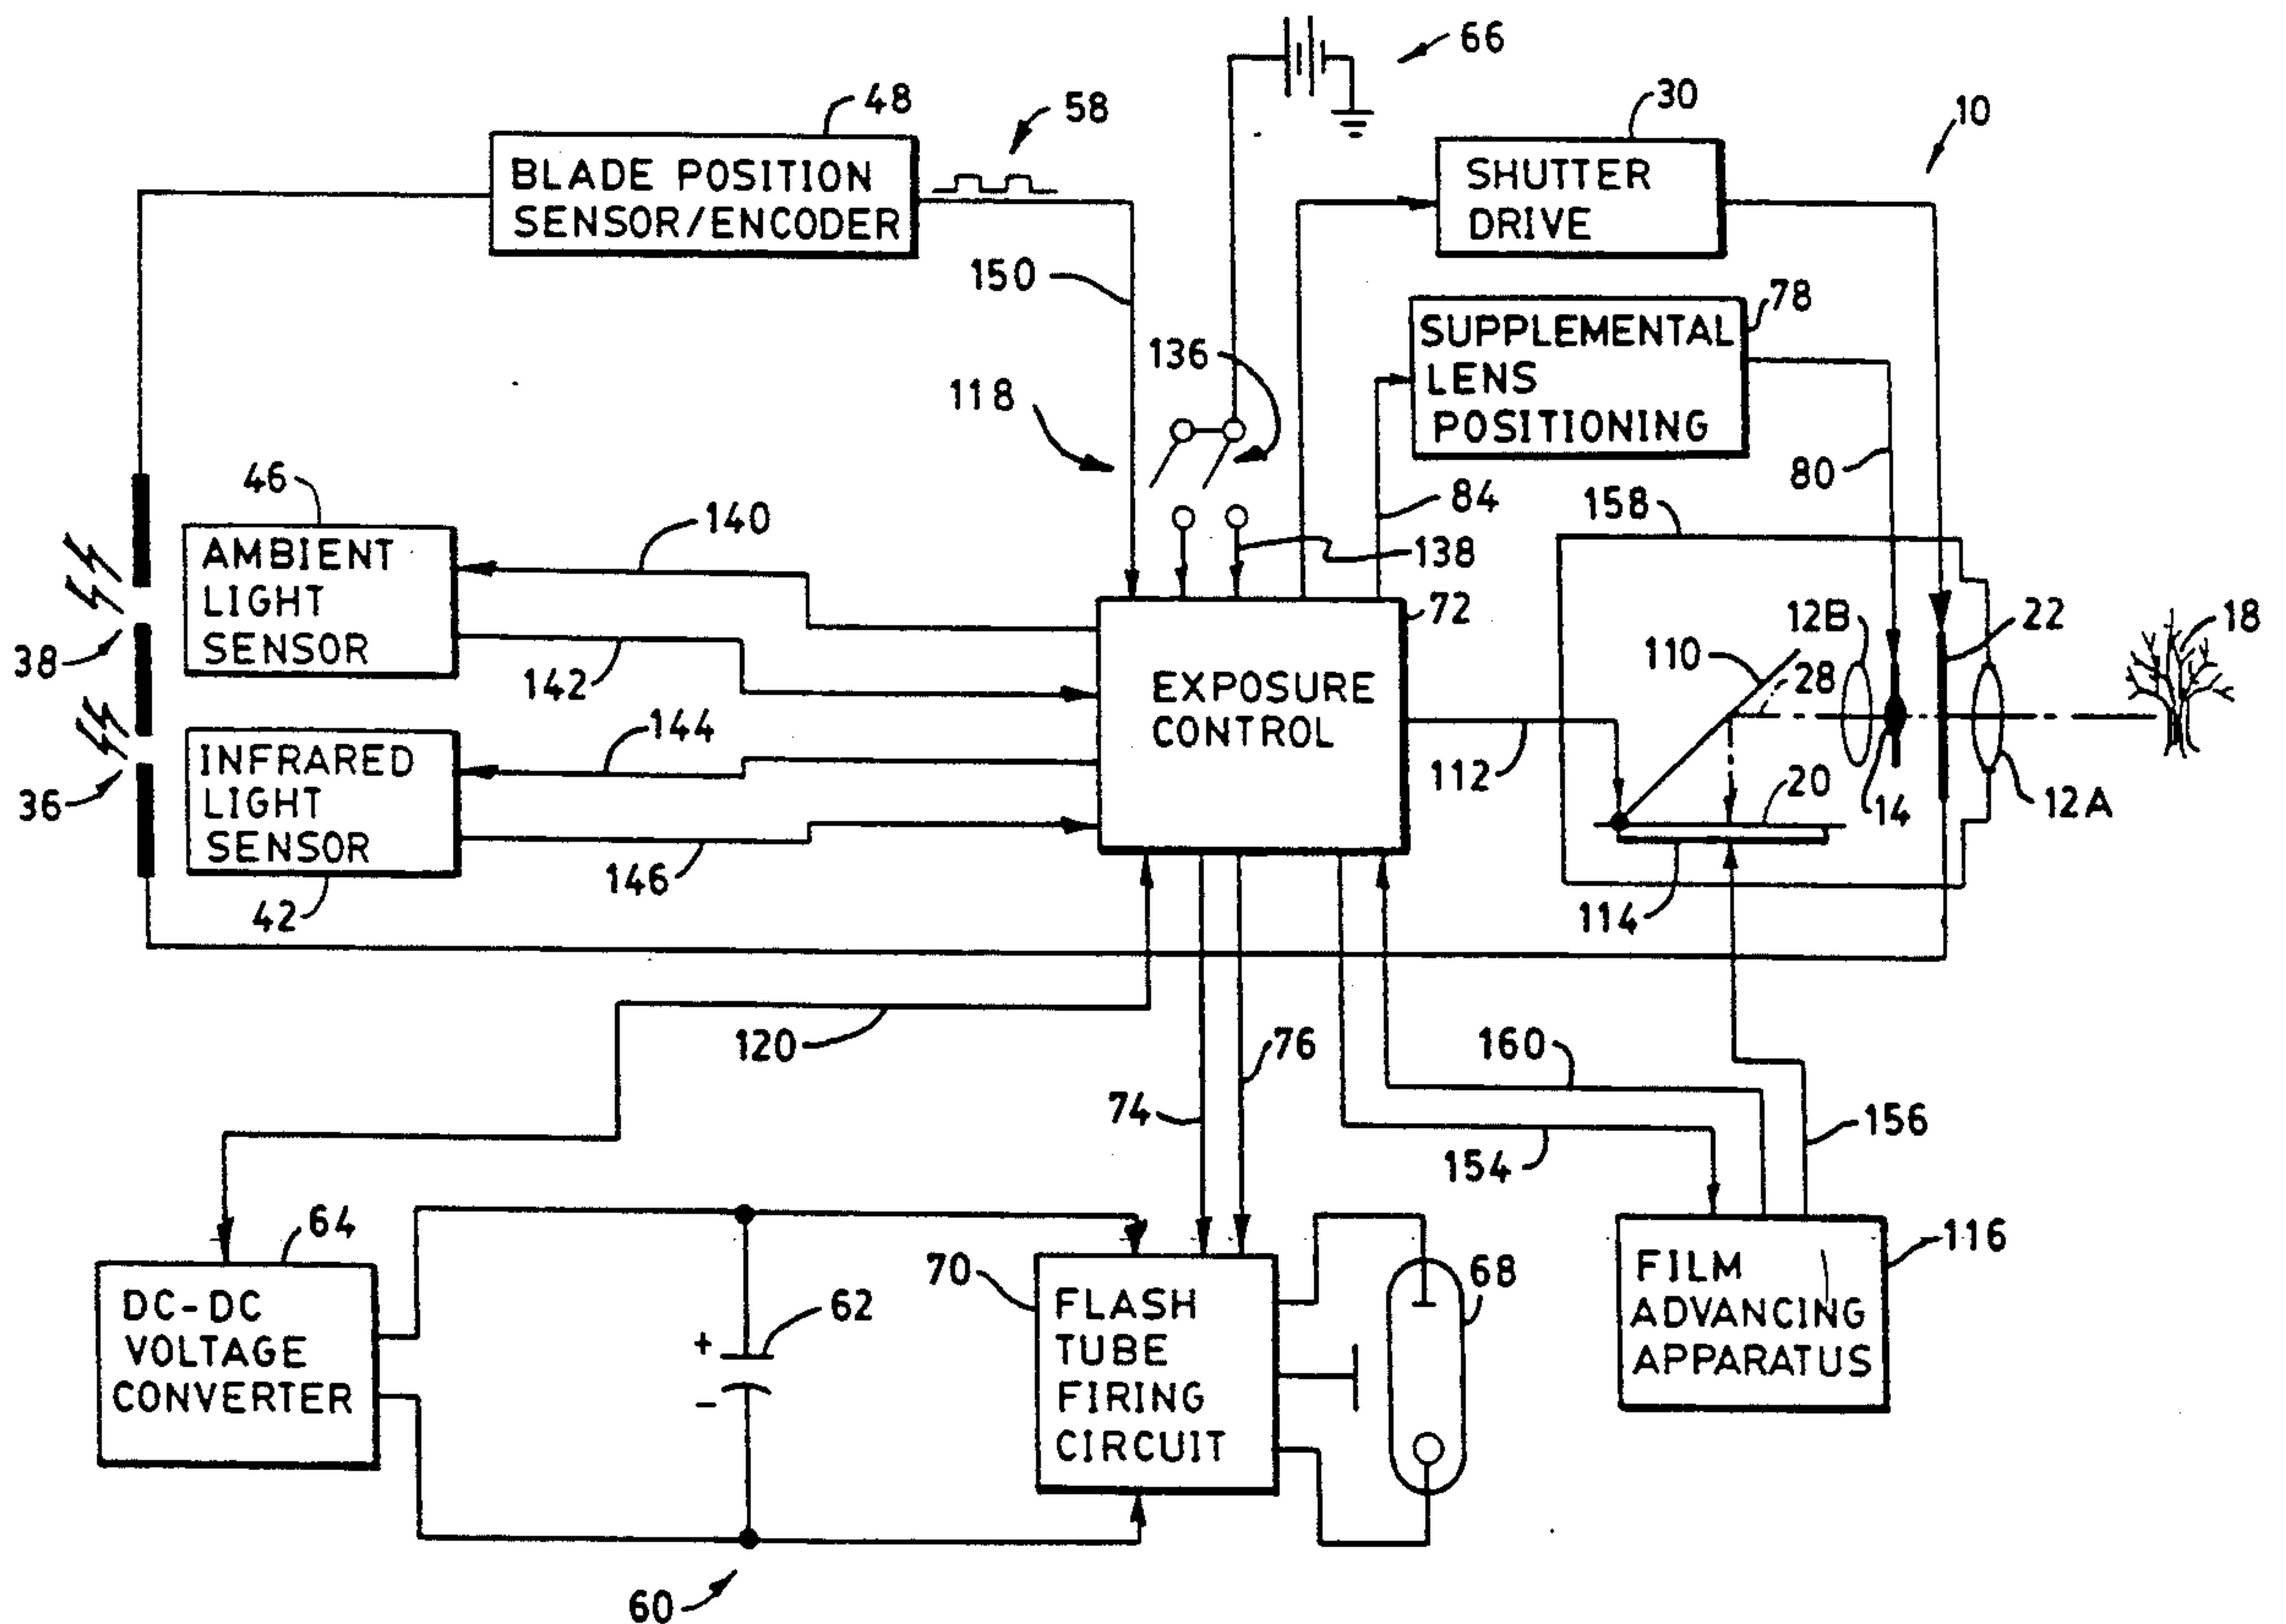 66
48
58
30
10
BLADE POSITION
SENSOR/ENCODER
SHUTTER
DRIVE
150
78
SUPPLEMENTAL
LENS
POSITIONING
136
118
80
46
140
84
158
AMBIENT
LIGHT
SENSOR
138
72
38
142
12B
22
18
110
28
EXPOSURE
CONTROL
144
INFRARED
LIGHT
SENSOR
112
20
36
14
12A
146
42
114
120
76
160
74
156
154
64
116
DC-DC
VOLTAGE
CONVERTER
+
62
-
70
FLASH
TUBE
FIRING
CIRCUIT
68
FILM
ADVANCING
APPARATUS
60